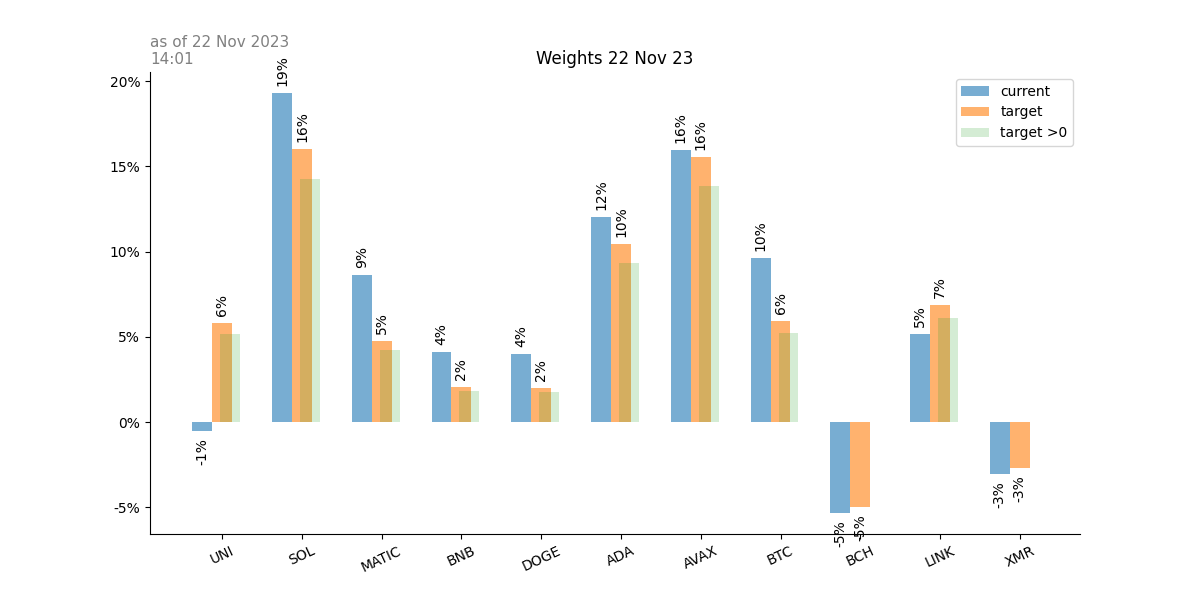 as of 22 Nov 2023
14:01
Weights 22 Nov 23
20%
15%
10%
5%
0%
-5%
current
target
target >0
-1%
6%
19%
16%
9%
5%
4%
2%
4%
2%
12%
10%
16%
16%
10%
6%
-5%
-5%
5%
7%
-3%
-3%
UNI
SOL
MATIC
BNB
DOGE
ADA
AVAX
BTC
BCH
LINK
XMR